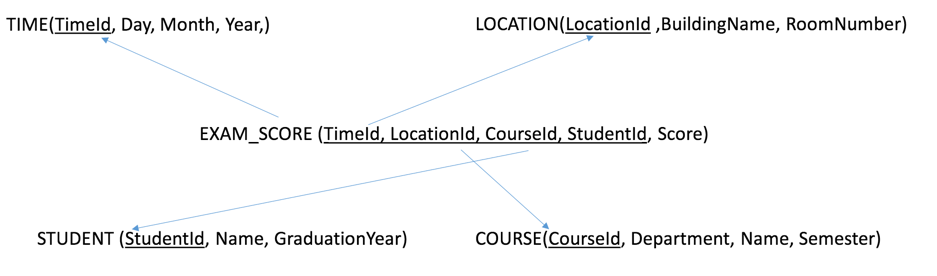 TIME(TimeId, Day, Month, Year,)
LOCATION(LocationId ,BuildingName, RoomNumber)
EXAM_SCORE (TimeId, LocationId, CourseId, StudentId, Score)
STUDENT (StudentId, Name, GraduationYear)
COURSE(CourseId, Department, Name, Semester)